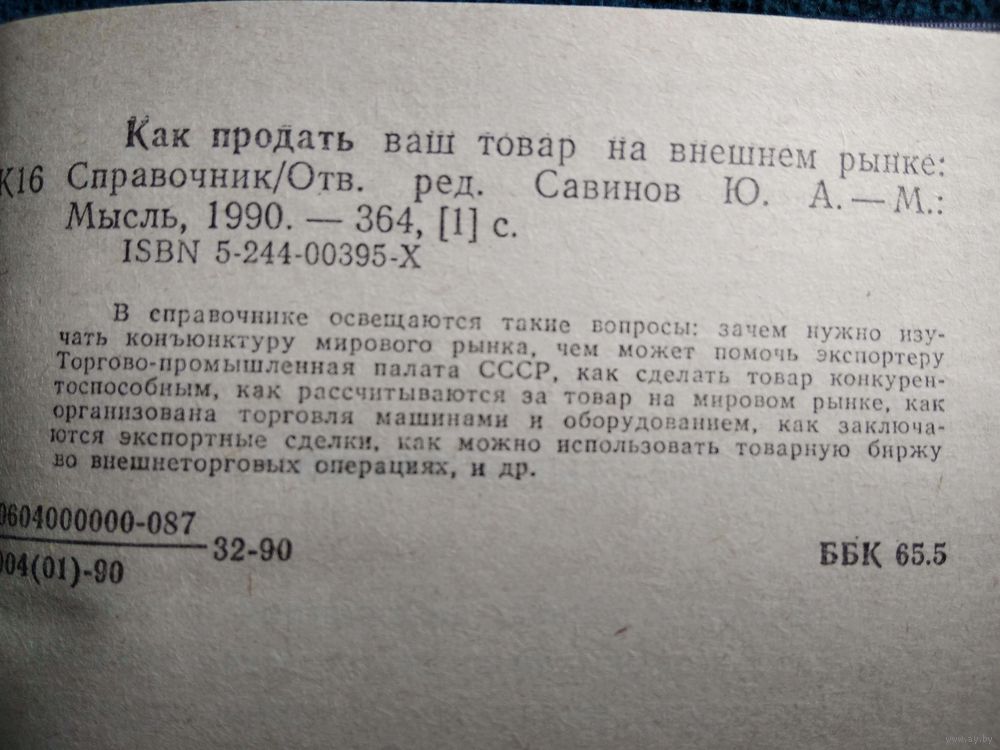 Как продать ваш товар на внешнем рынке:
К16 Справочник/Отв. ред. Савинов Ю. А. — М.:
Мысль, 1990. — 364, [1] с.
ISBN 5-244-00395-X
В справочнике освещаются такие вопросы: зачем нужно изу-
чать конъюнктуру мирового рынка, чем может помочь экспортеру
Торгово-промышленная палата СССР, как сделать товар конкурен-
тоспособным, как рассчитываются за товар на мировом рынке, как
организована торговля машинами и оборудованием, как заключа-
ются экспортные сделки, как можно использовать товарную биржу
во внешнеторговых операциях, и др.
0604000000-087
32-90
004(01)-90
ББК 65.5
www.ay.by